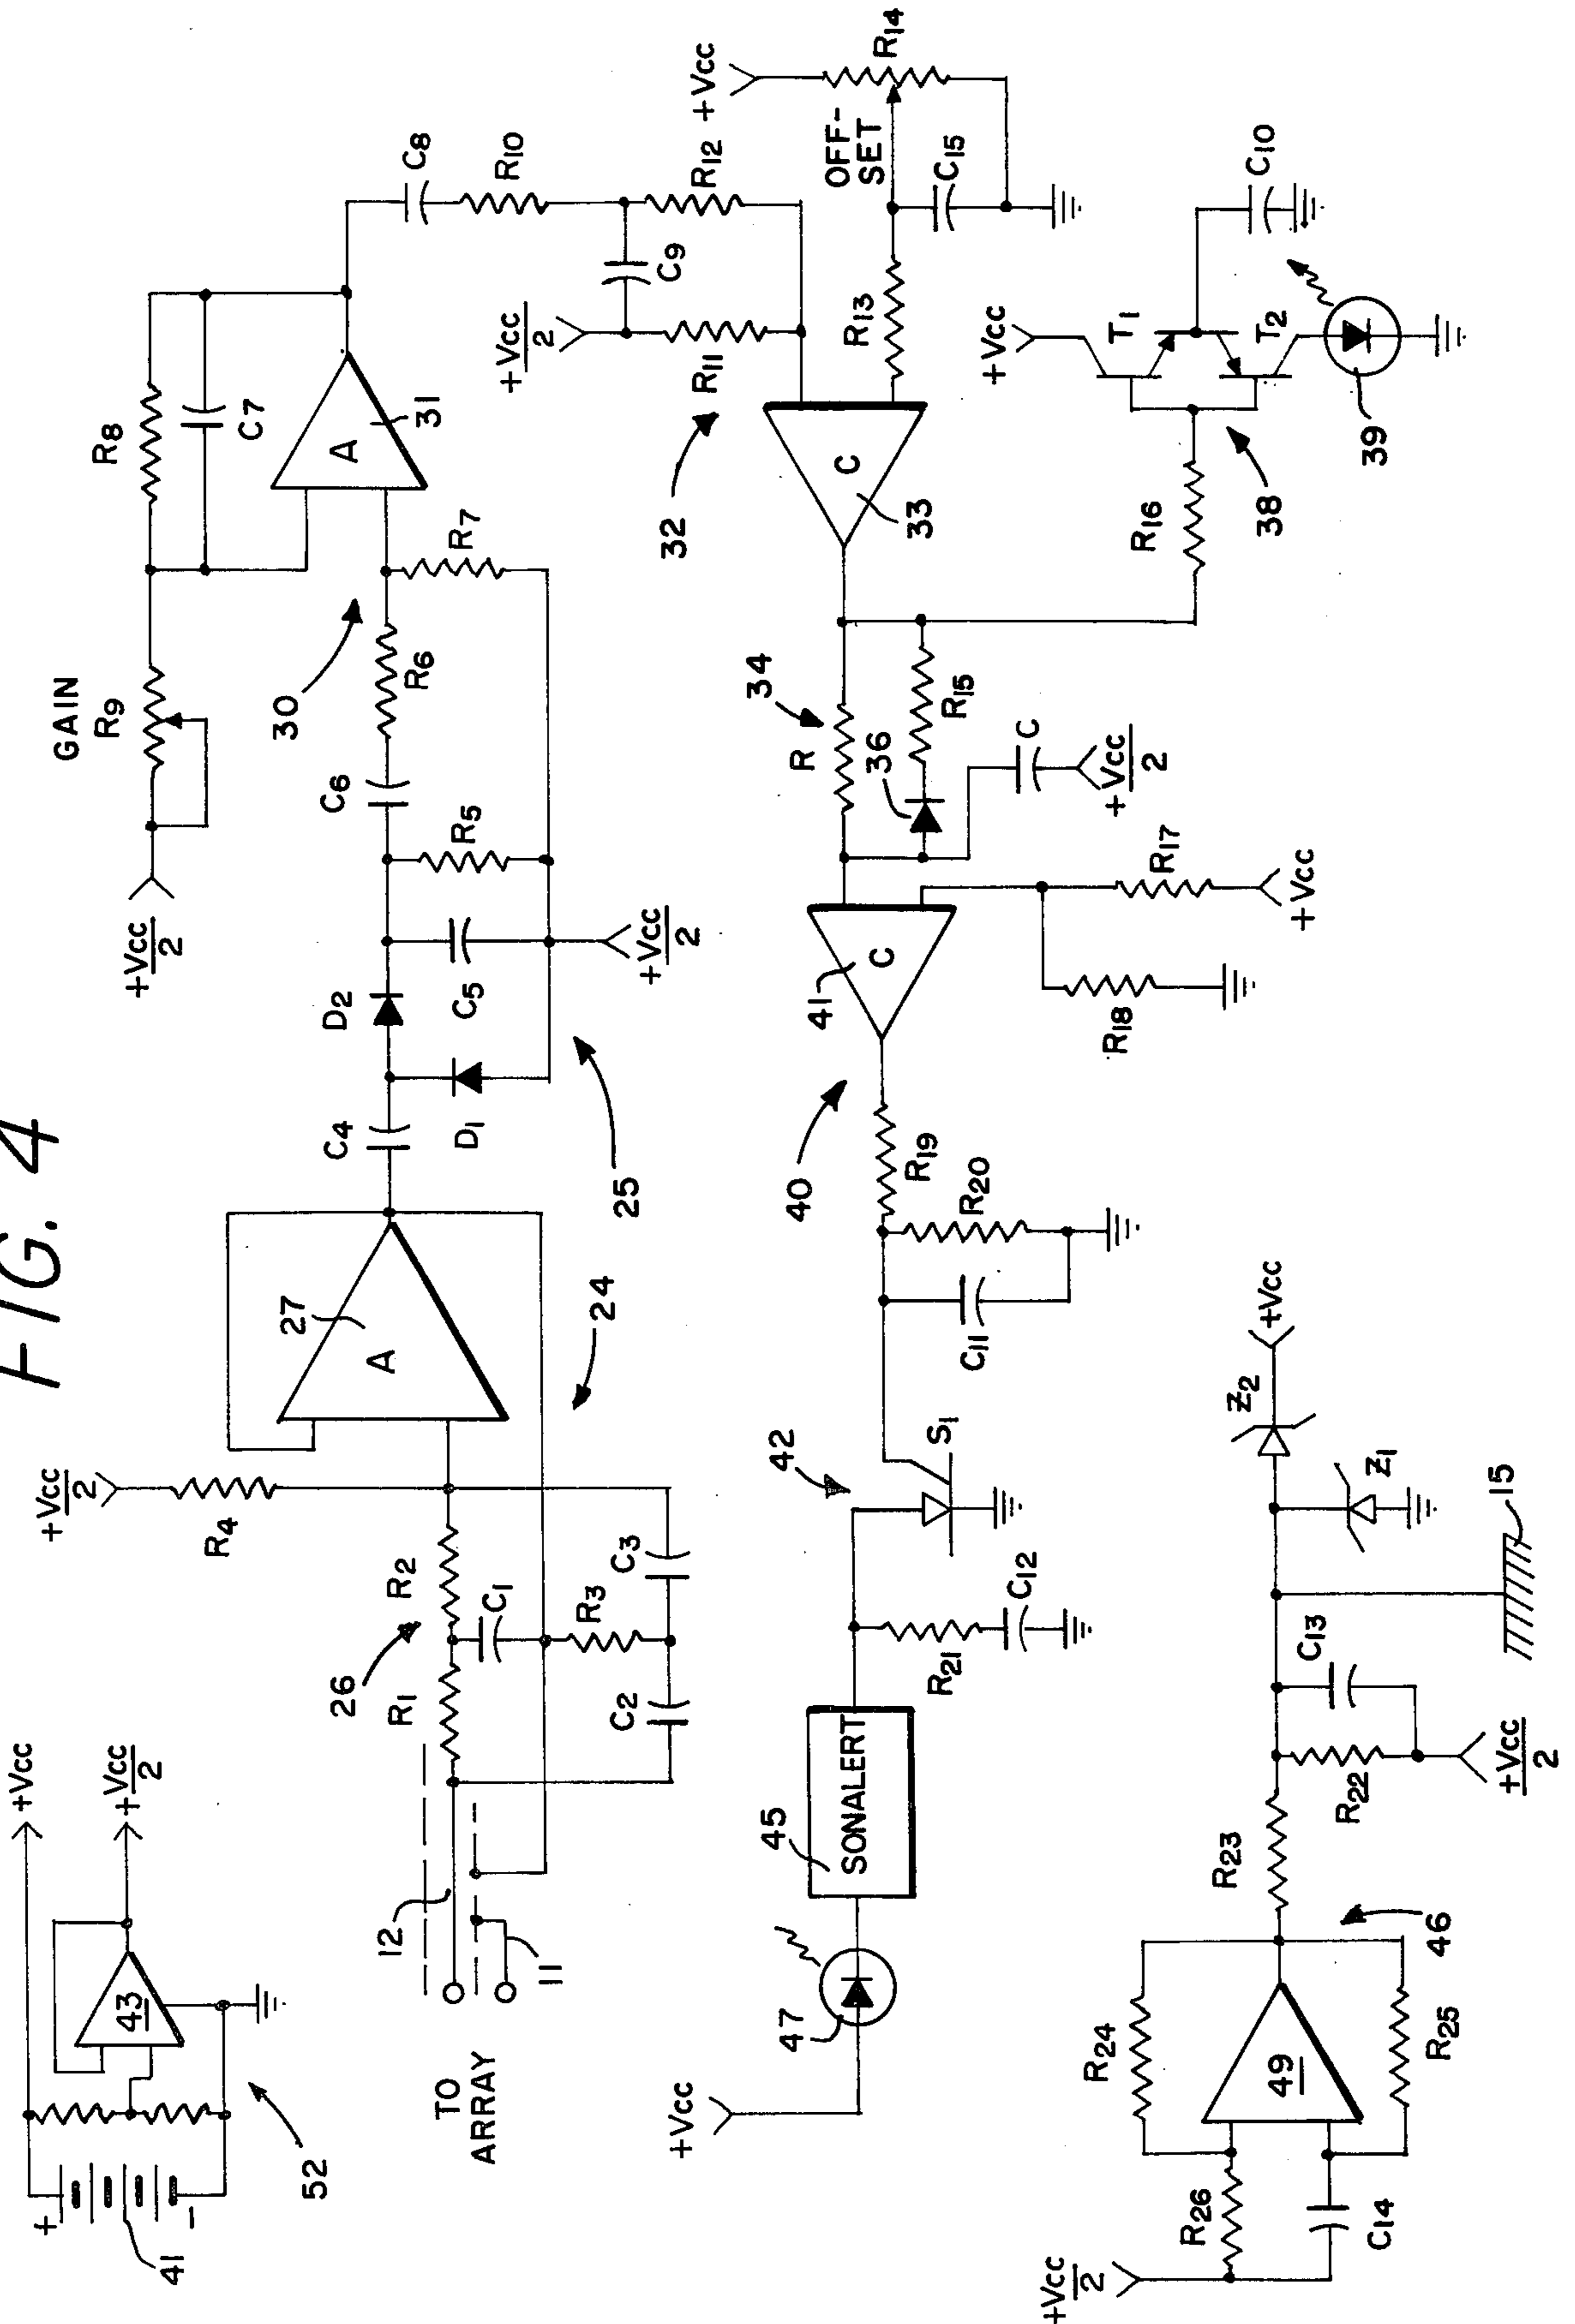 FIG. 4
+Vcc
+Vcc/2
43
+
-
41
52
TO
ARRAY
12
11
R1
26
R2
C1
R3
C2
C3
+Vcc/2
R4
27
A
24
C4
D1
D2
25
C5
R5
+Vcc/2
C6
R6
R7
30
+Vcc/2
GAIN
R9
R8
C7
A
31
C8
R10
C9
R12
+Vcc/2
R11
32
C
33
R13
OFF-
SET
C15
+Vcc
R14
+Vcc
T1
T2
C10
39
38
R16
34
R
R15
36
C
+Vcc/2
C
41
R17
+Vcc
R18
40
R19
R20
C11
42
S1
R21
C12
SONALERT
45
47
+Vcc
+Vcc/2
R26
C14
R24
49
R25
46
R23
R22
C13
+Vcc/2
15
Z1
Z2
+Vcc